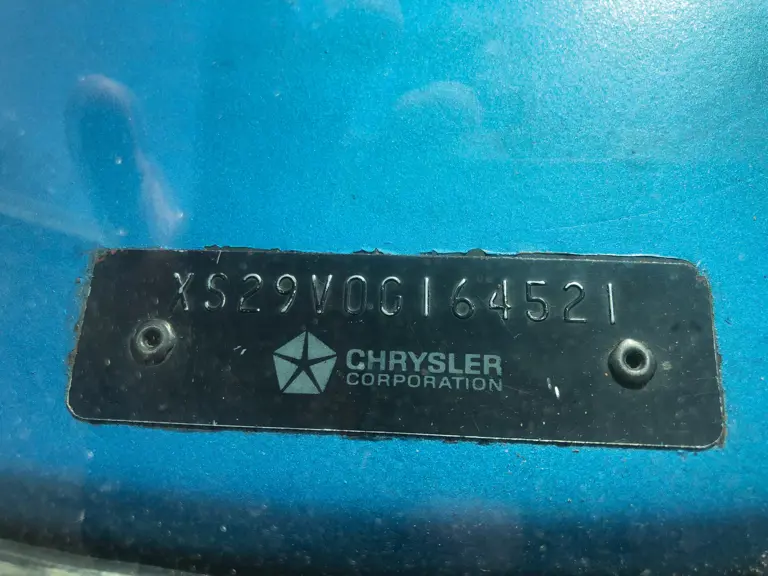 XS29V0G164521
CHRYSLER
CORPORATION